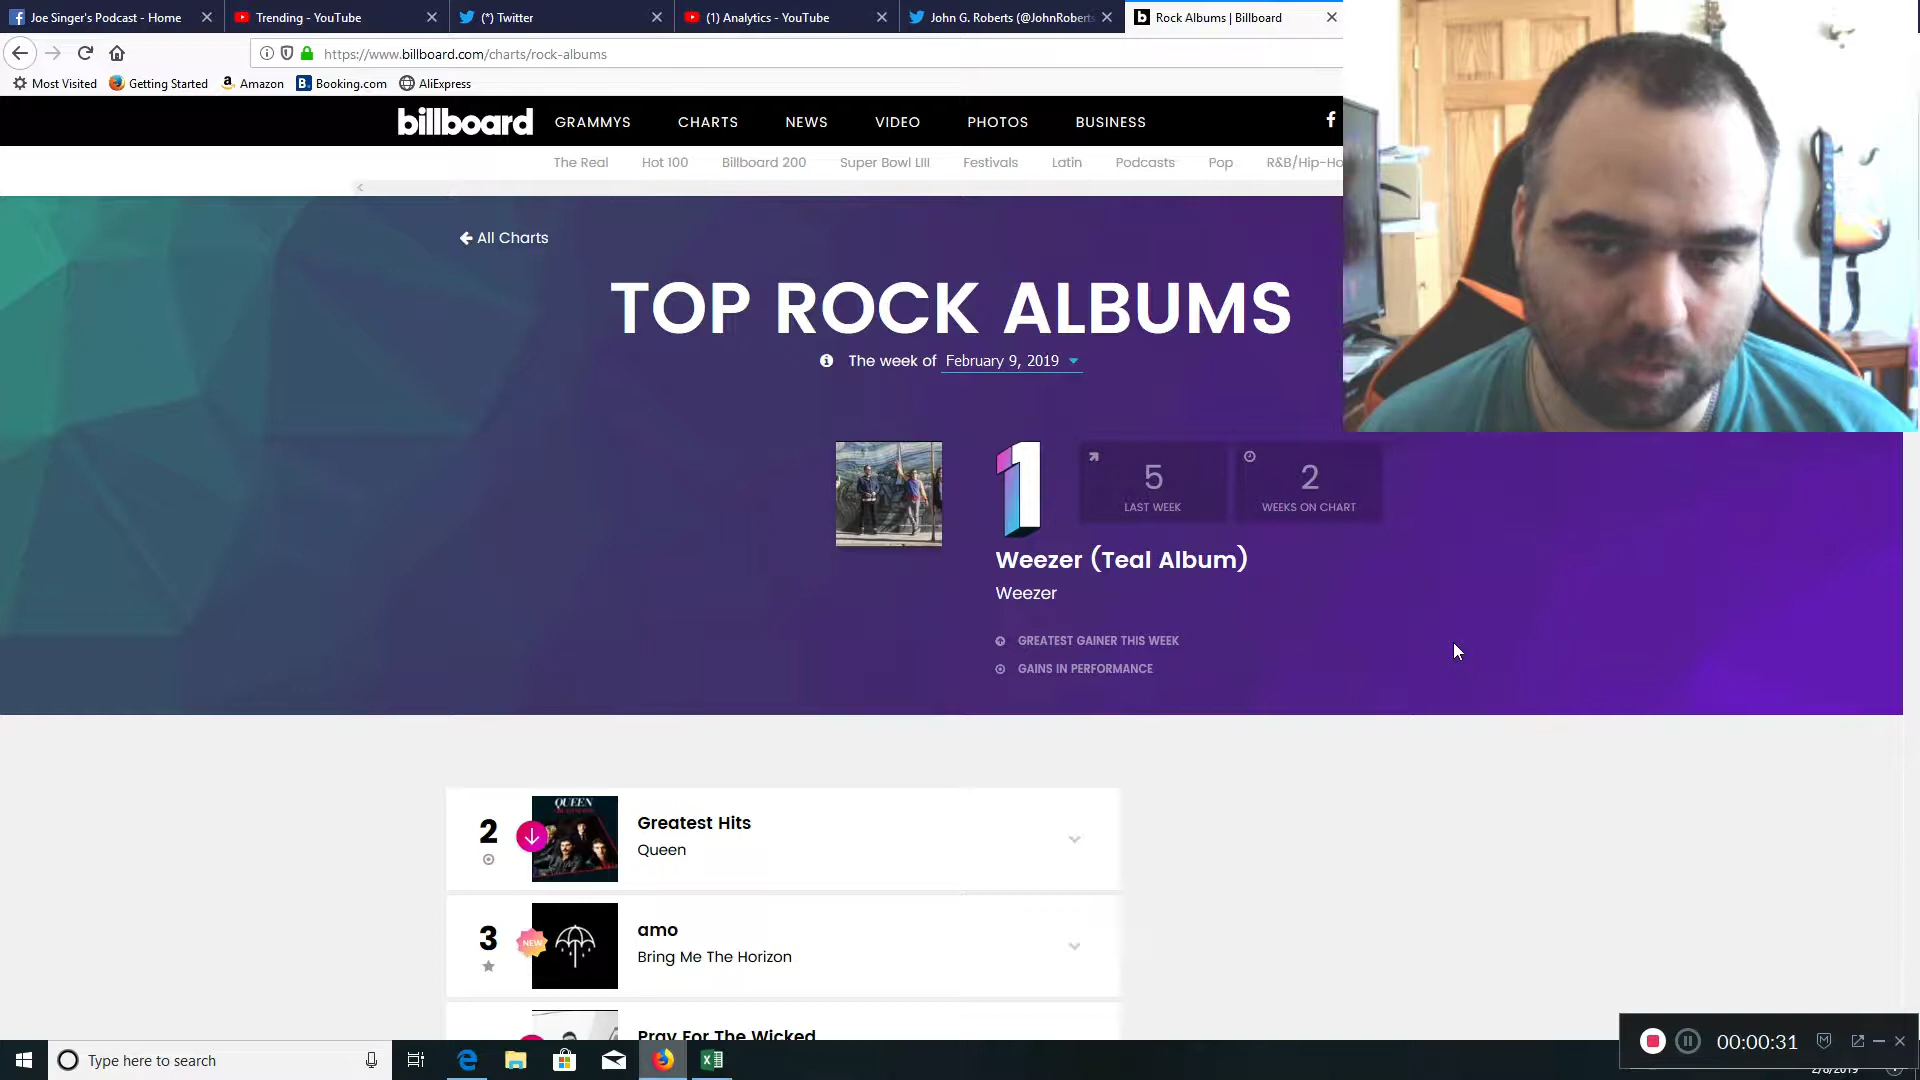 Joe Singer's Podcast - Home
Trending - YouTube
(*) Twitter
(1) Analytics - YouTube
John G. Roberts (@JohnRoberts
Rock Albums | Billboard
https://www.billboard.com/charts/rock-albums
Most Visited
Getting Started
Amazon
Booking.com
AliExpress
billboard
GRAMMYS
CHARTS
NEWS
VIDEO
PHOTOS
BUSINESS
The Real
Hot 100
Billboard 200
Super Bowl LIII
Festivals
Latin
Podcasts
Pop
R&B/Hip-Ho
All Charts
TOP ROCK ALBUMS
The week of February 9, 2019
1
5
LAST WEEK
2
WEEKS ON CHART
Weezer (Teal Album)
Weezer
GREATEST GAINER THIS WEEK
GAINS IN PERFORMANCE
2
QUEEN
Greatest Hits
Queen
3
NEW
amo
Bring Me The Horizon
Pray For The Wicked
00:00:31
Type here to search
2/8/2019